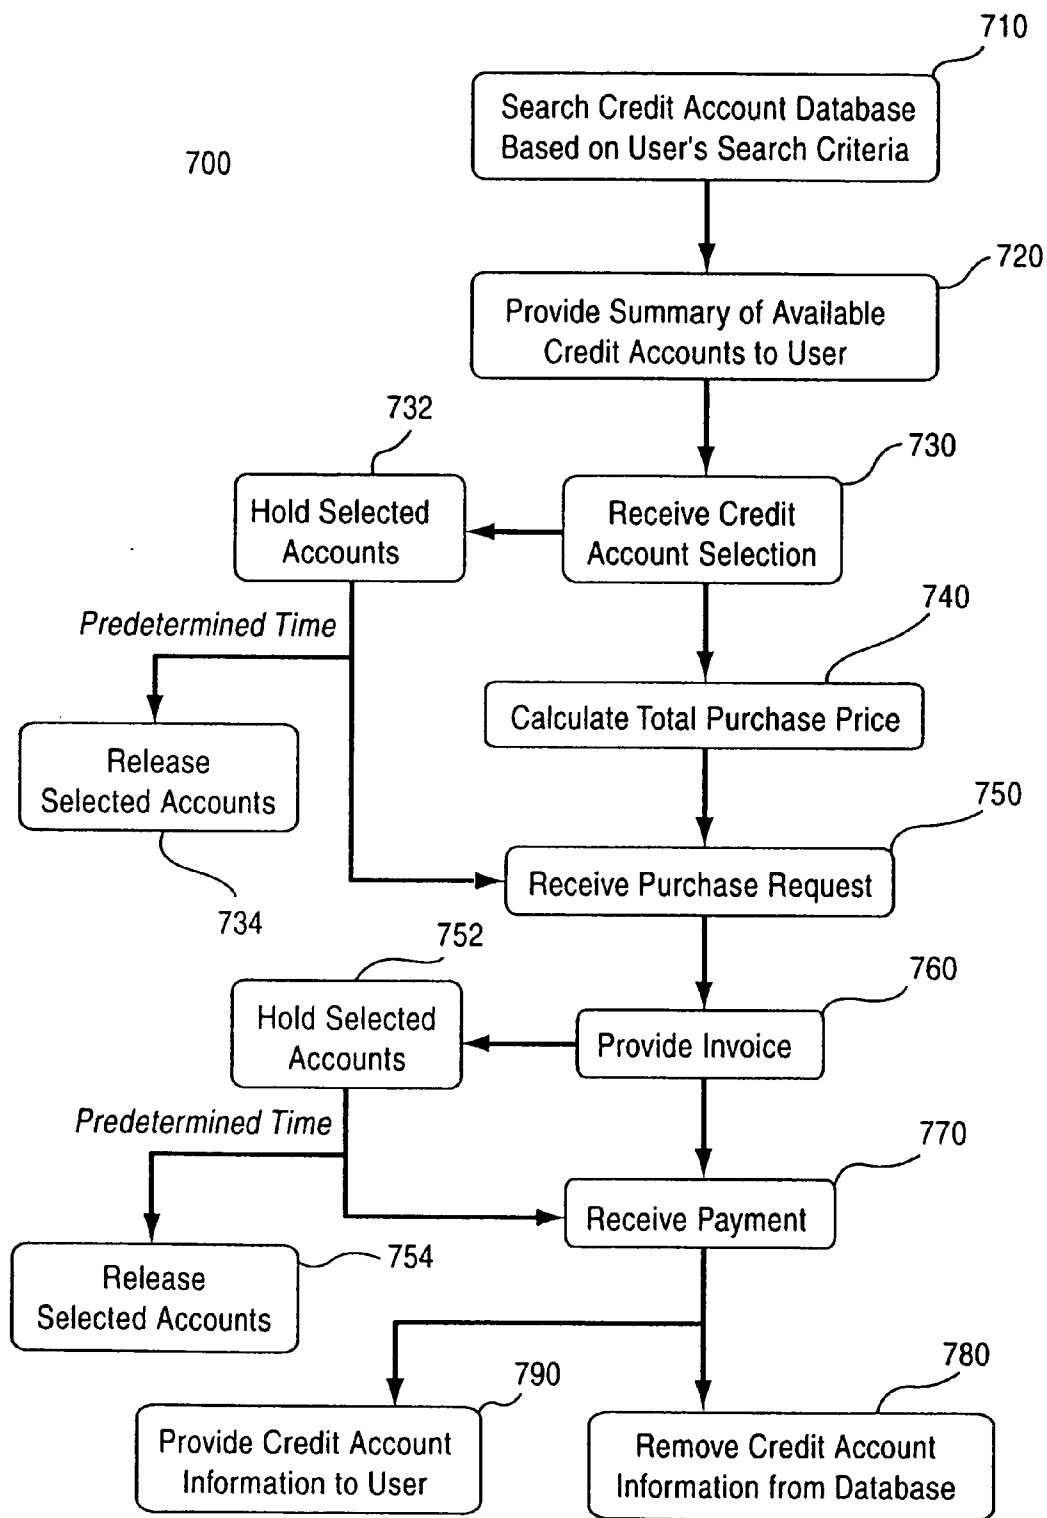 710
Search Credit Account Database
Based on User's Search Criteria
700
720
Provide Summary of Available
Credit Accounts to User
732
730
Hold Selected
Accounts
Receive Credit
Account Selection
Predetermined Time
740
Calculate Total Purchase Price
Release
Selected Accounts
750
Receive Purchase Request
734
752
760
Hold Selected
Accounts
Provide Invoice
Predetermined Time
770
Receive Payment
754
Release
Selected Accounts
790
780
Provide Credit Account
Information to User
Remove Credit Account
Information from Database